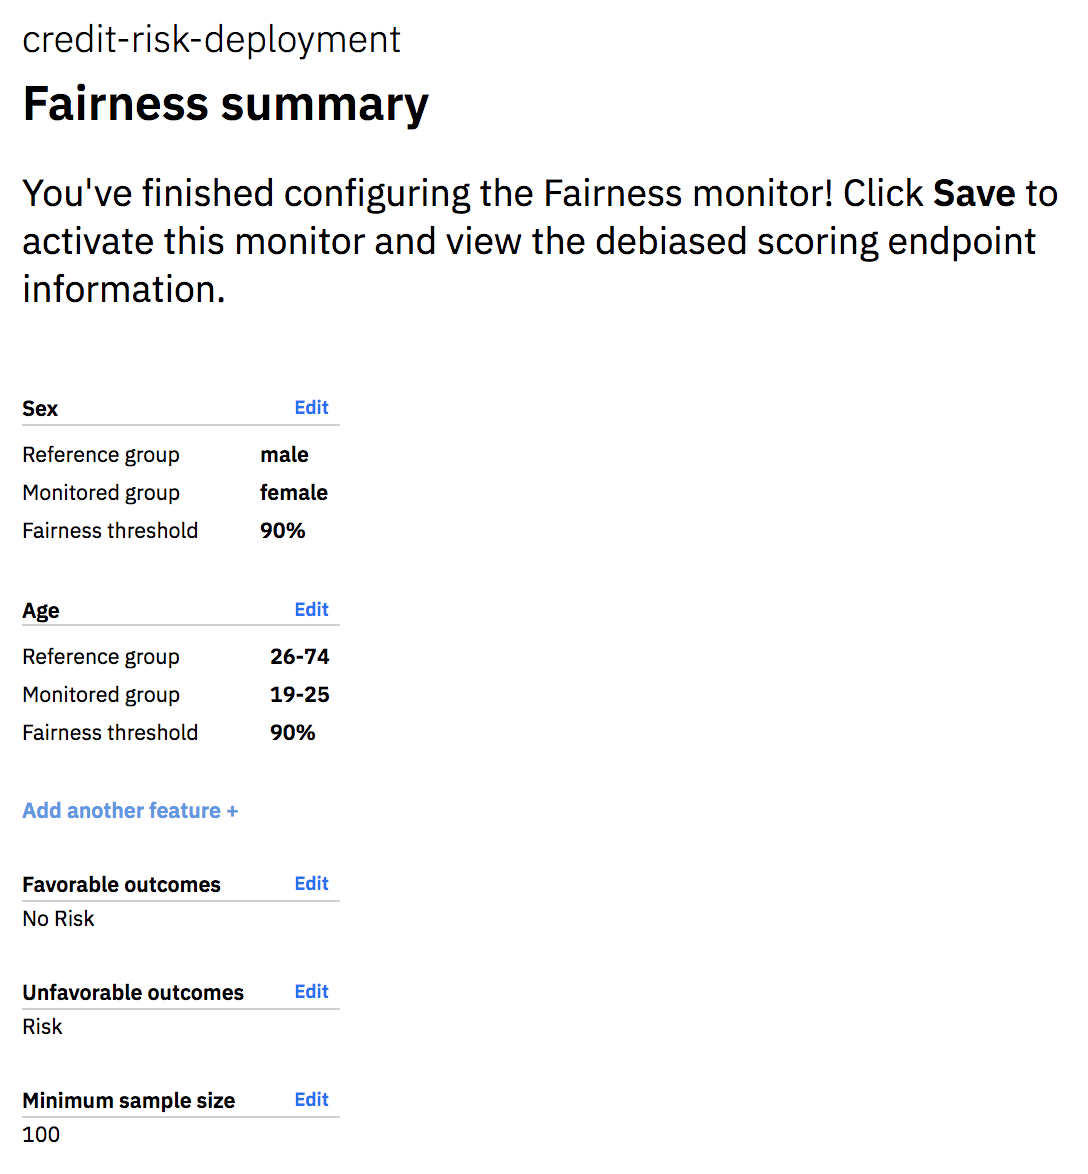 credit-risk-deployment
Fairness summary
You've finished configuring the Fairness monitor! Click Save to
activate this monitor and view the debiased scoring endpoint
information.
Sex Edit
Reference group male
Monitored group female
Fairness threshold 90%
Age Edit
Reference group 26-74
Monitored group 19-25
Fairness threshold 90%
Add another feature +
Favorable outcomes Edit
No Risk
Unfavorable outcomes Edit
Risk
Minimum sample size Edit
100